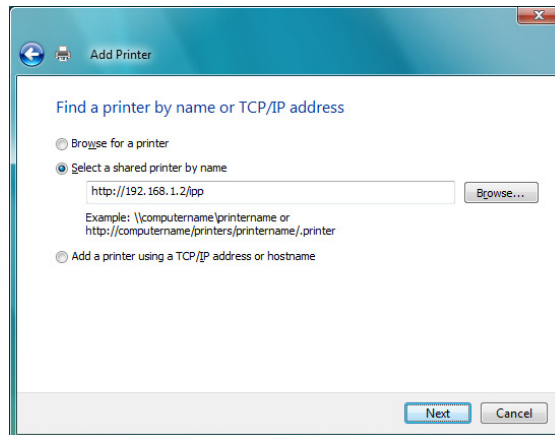 Add Printer
Find a printer by name or TCP/IP address
Browse for a printer
Select a shared printer by name
http://192.168.1.2/ipp
Browse...
Example: \\computername\printername or
http://computername/printers/printername/.printer
Add a printer using a TCP/IP address or hostname
Next
Cancel